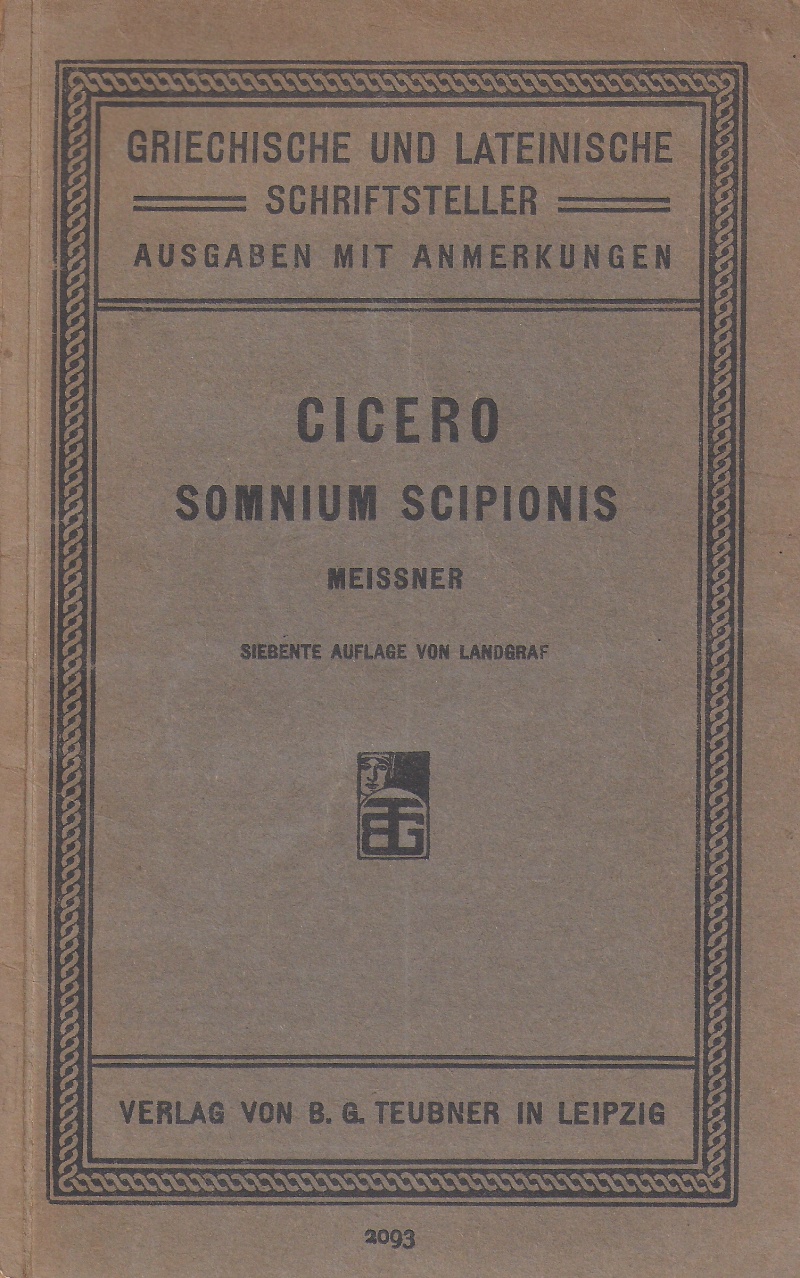 GRIECHISCHE UND LATEINISCHE
SCHRIFTSTELLER
AUSGABEN MIT ANMERKUNGEN
CICERO
SOMNIUM SCIPIONIS
MEISSNER
SIEBENTE AUFLAGE VON LANDGRAF
BTG
VERLAG VON B. G. TEUBNER IN LEIPZIG
2093